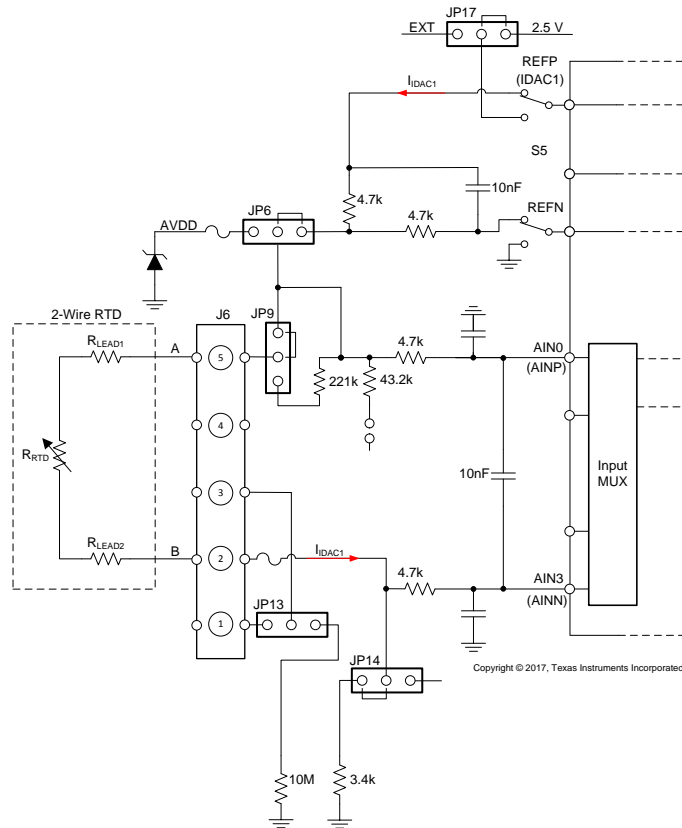 JP17
EXT
2.5 V
REFP
(IDAC1)
IIDAC1
S5
10nF
4.7k
JP6
4.7k
REFN
AVDD
2-Wire RTD
J6
JP9
4.7k
RLEAD1
A
5
AIN0
(AINP)
221k
43.2k
4
RRTD
10nF
Input
MUX
3
RLEAD2
B
2
IIDAC1
4.7k
AIN3
(AINN)
JP13
1
JP14
Copyright © 2017, Texas Instruments Incorporated
10M
3.4k